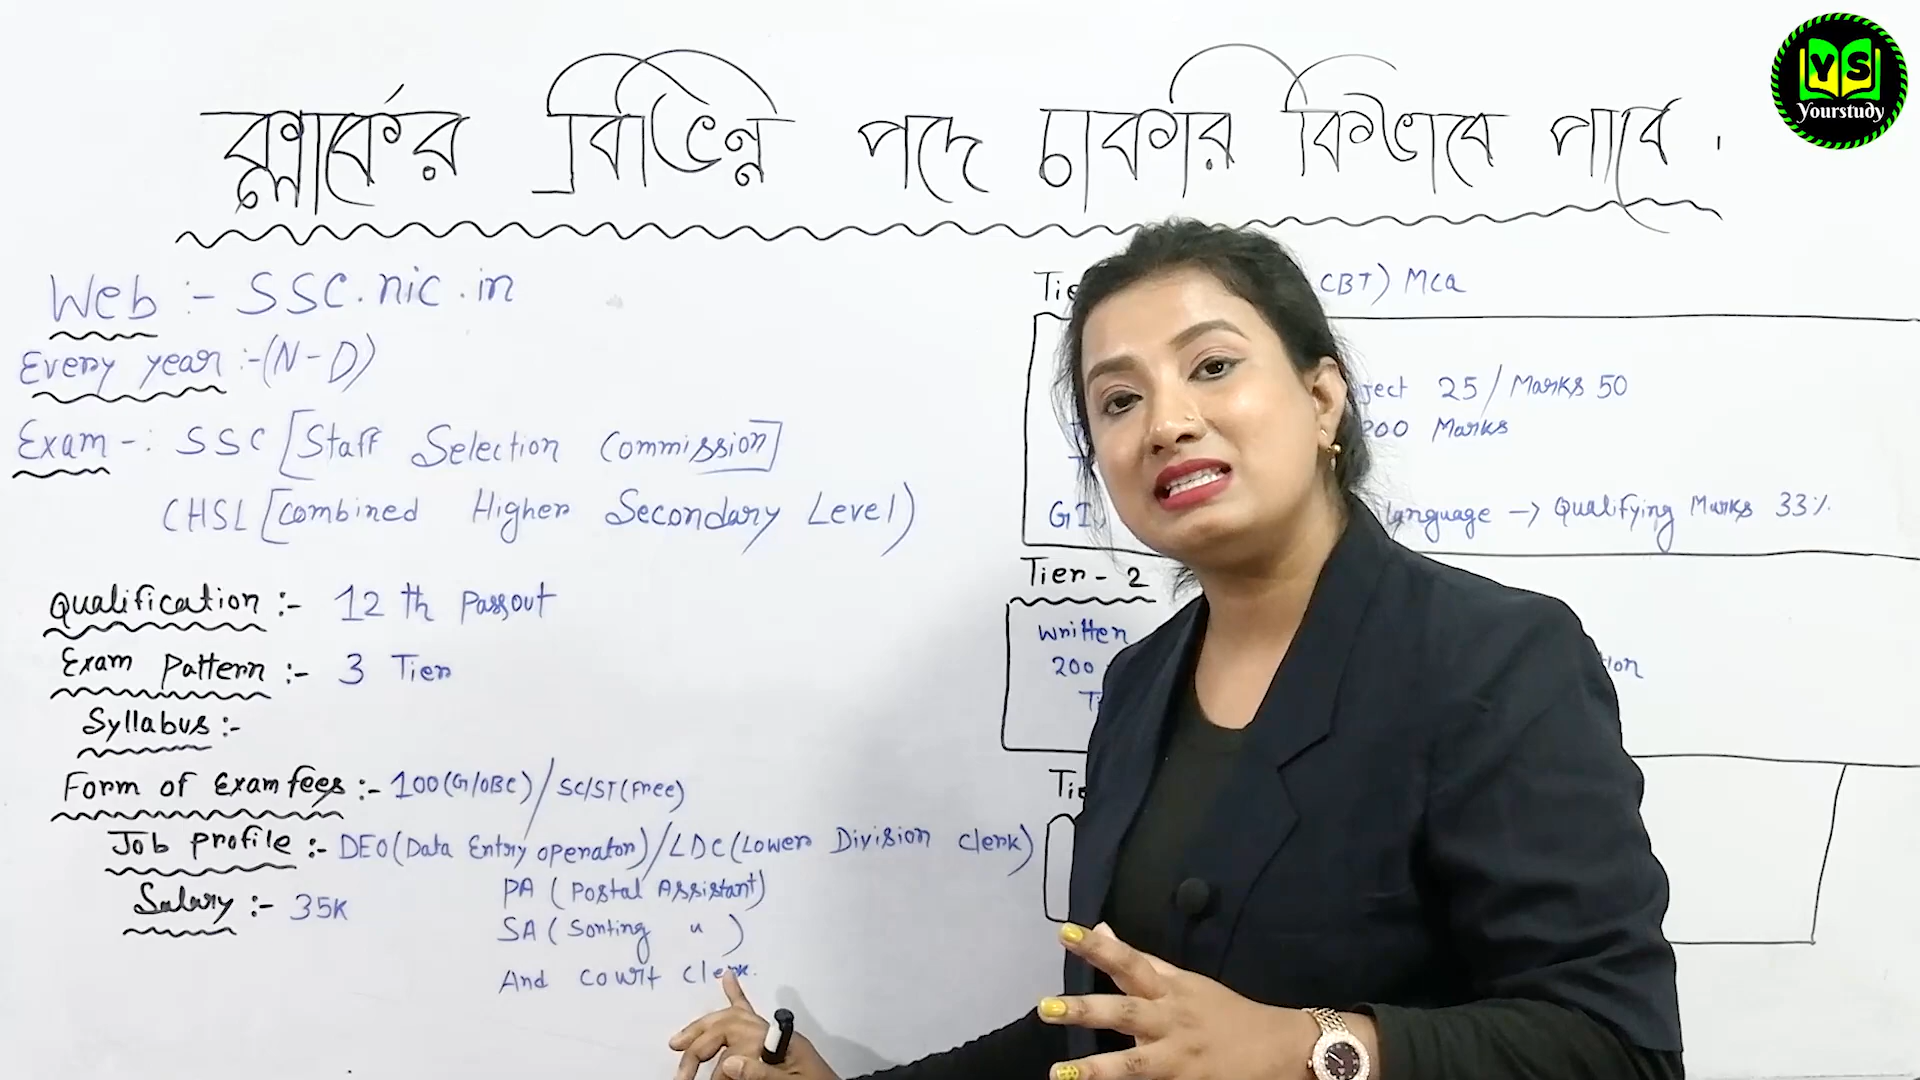 ক্লার্কের বিভিন্ন পদে চাকরি কিভাবে পাবে .
YS
Yourstudy
Web :- SSC.nic.in
Every year :-(N-D)
Exam -: SSC [Staff Selection Commission]
CHSL [Combined Higher Secondary Level)
Qualification :- 12 th Passout
Exam Pattern :- 3 Tier
Syllabus :-
Form of Exam fees :- 100(G/OBC) / SC/ST(Free)
Job profile :- DEO(Data Entry operator)/LDC(Lower Division Clerk)
PA (Postal Assistant)
SA (Sorting " )
And Court Clerk.
Salary :- 35K
CBT) MCQ
25/Marks 50
200 Marks
language → Qualifying Marks 33%.
Tier - 2
Written
200